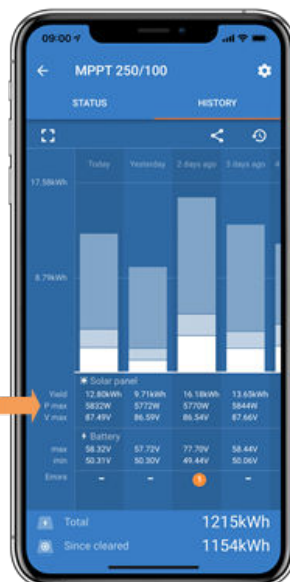 09:00
MPPT 250/100
STATUS HISTORY
Today Yesterday 2 days ago 3 days ago 4
17.58kWh
8.79kWh
Solar panel
Yield 12.80kWh 9.71kWh 16.18kWh 13.65kWh
P max 5832W 5772W 5770W 5844W
V max 87.49V 86.59V 86.54V 87.66V
Battery
max 58.32V 57.72V 77.70V 58.44V
min 50.31V 50.30V 49.44V 50.06V
Errors – – 1 –
Total 1215kWh
Since cleared 1154kWh